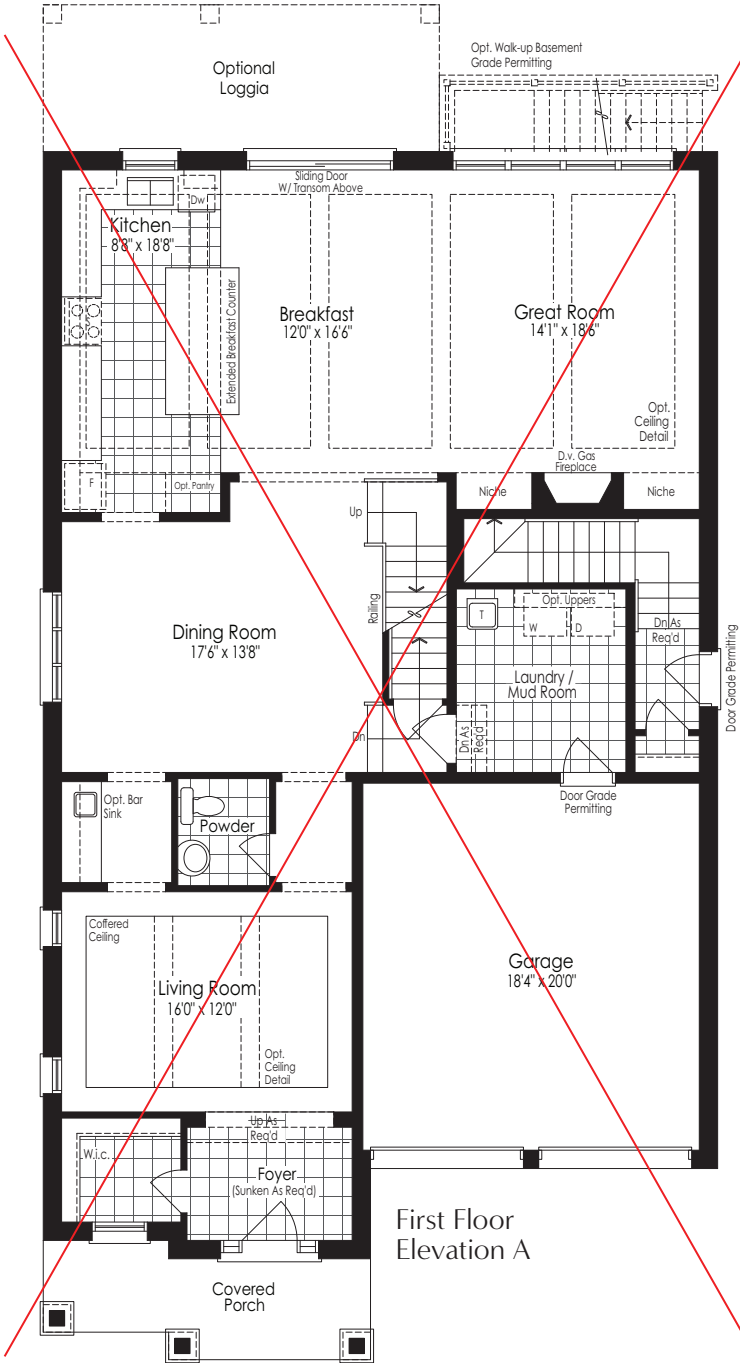 Optional
Loggia
Opt. Walk-up Basement
Grade Permitting
Sliding Door
W/ Transom Above
Dw
Kitchen
8'8" x 18'8"
Extended Breakfast Counter
Breakfast
12'0" x 16'6"
Great Room
14'1" x 18'6"
Opt.
Ceiling
Detail
D.v. Gas
Fireplace
F
Opt. Pantry
Niche
Niche
Up
Railing
Dining Room
17'6" x 13'8"
Dn
T
Opt. Uppers
W
D
Laundry /
Mud Room
Dn As
Req'd
Dn As
Req'd
Door Grade Permitting
Door Grade
Permitting
Opt. Bar
Sink
Powder
Coffered
Ceiling
Living Room
16'0" x 12'0"
Opt.
Ceiling
Detail
Garage
18'4" x 20'0"
Up As
Req'd
W.i.c.
Foyer
(Sunken As Req'd)
First Floor
Elevation A
Covered
Porch